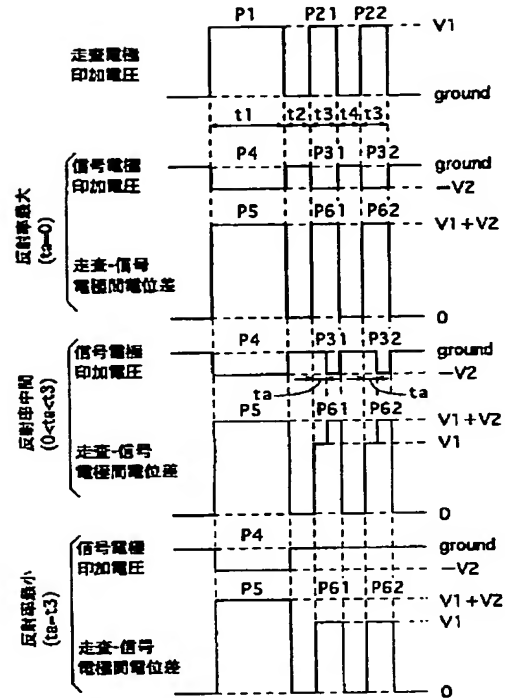 P1 P21 P22
V1
走査電極
印加電圧
ground
t1 t2 t3 t4 t3
反射率最大
(ta=0)
信号電極
印加電圧
P4 P31 P32
ground
-V2
P5 P61 P62
V1+V2
走査-信号
電極間電位差
0
反射率中間
(0<ta<t3)
信号電極
印加電圧
P4 P31 P32
ground
-V2
ta ta
P5 P61 P62
V1+V2
V1
走査-信号
電極間電位差
0
反射率最小
(ta=t3)
信号電極
印加電圧
P4
ground
-V2
P5 P61 P62
V1+V2
V1
走査-信号
電極間電位差
0